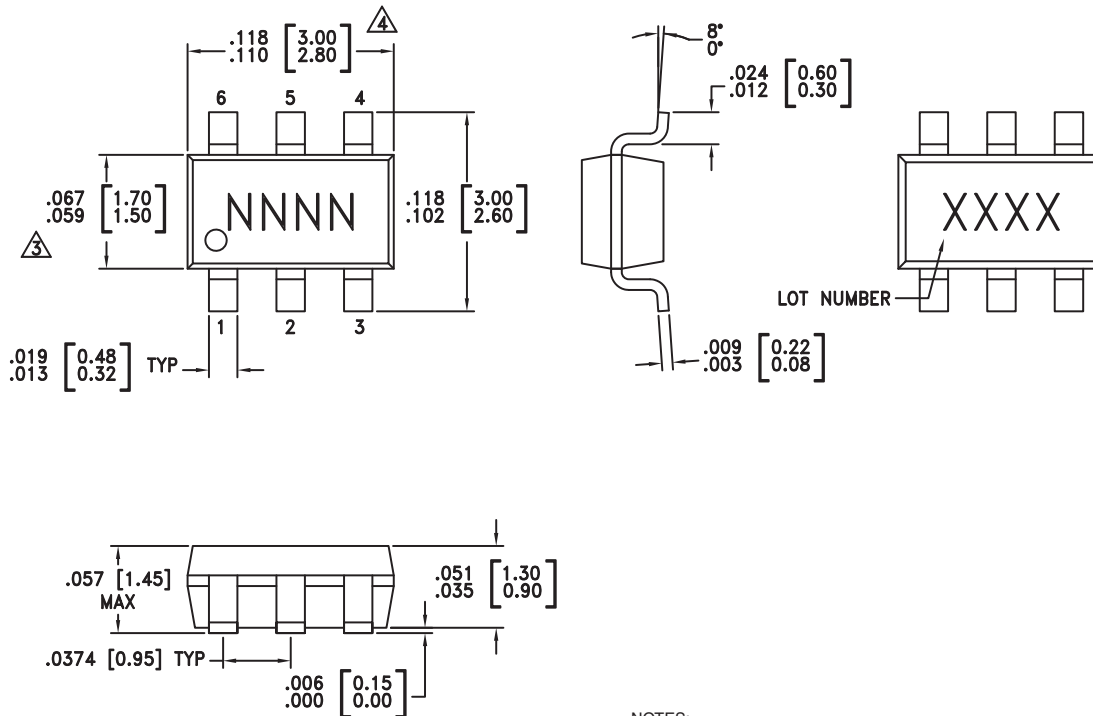 .118 [3.00]
.110 [2.80]
4
6 5 4
.067 [1.70]
.059 [1.50]
NNNN
.118 [3.00]
.102 [2.60]
3
1 2 3
.019 [0.48]
.013 [0.32]
TYP
8°
0°
.024 [0.60]
.012 [0.30]
.009 [0.22]
.003 [0.08]
XXXX
LOT NUMBER
.057 [1.45]
MAX
.051 [1.30]
.035 [0.90]
.0374 [0.95] TYP
.006 [0.15]
.000 [0.00]